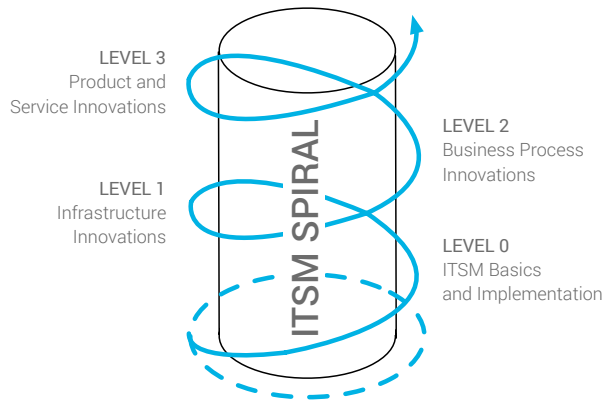 LEVEL 3
Product and
Service Innovations
LEVEL 2
Business Process
Innovations
LEVEL 1
Infrastructure
Innovations
LEVEL 0
ITSM Basics
and Implementation
ITSM SPIRAL